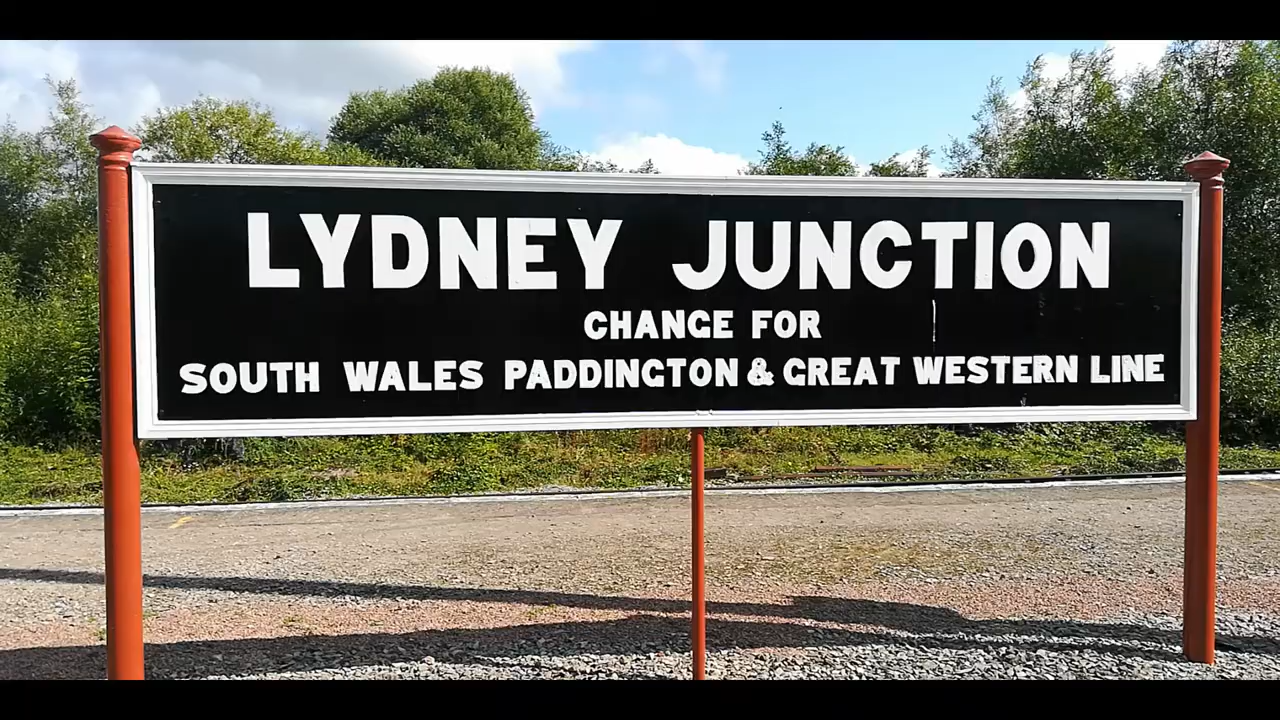 LYDNEY JUNCTION
CHANGE FOR
SOUTH WALES PADDINGTON & GREAT WESTERN LINE